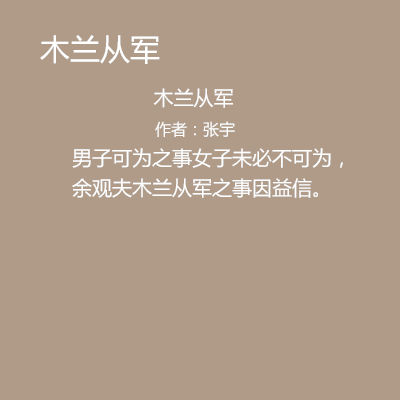 木兰从军
木兰从军
作者：张宇
男子可为之事女子未必不可为，
余观夫木兰从军之事因益信。